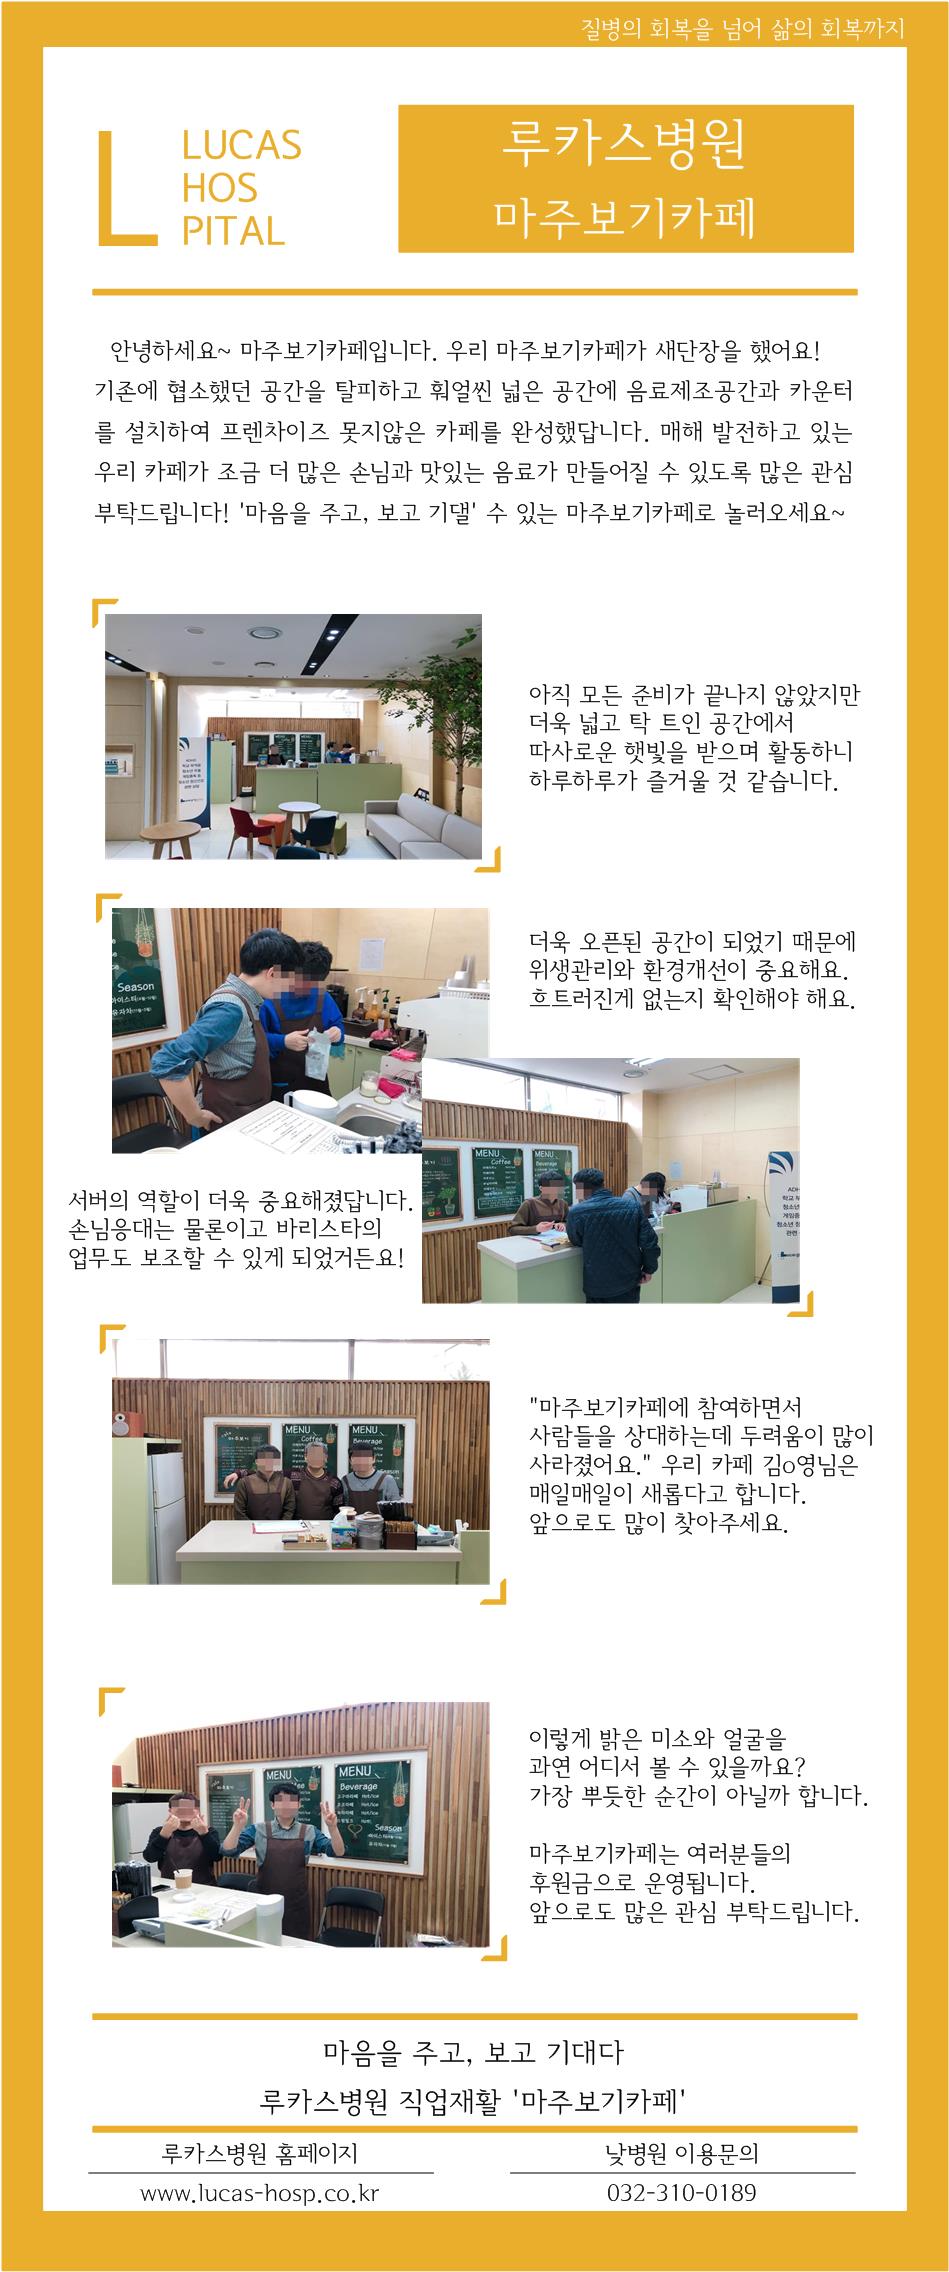 질병의 회복을 넘어 삶의 회복까지
L
LUCAS
HOS
PITAL
루카스병원
마주보기카페
안녕하세요~ 마주보기카페입니다. 우리 마주보기카페가 새단장을 했어요!
기존에 협소했던 공간을 탈피하고 훠얼씬 넓은 공간에 음료제조공간과 카운터
를 설치하여 프렌차이즈 못지않은 카페를 완성했답니다. 매해 발전하고 있는
우리 카페가 조금 더 많은 손님과 맛있는 음료가 만들어질 수 있도록 많은 관심
부탁드립니다! '마음을 주고, 보고 기댈' 수 있는 마주보기카페로 놀러오세요~
아직 모든 준비가 끝나지 않았지만
더욱 넓고 탁 트인 공간에서
따사로운 햇빛을 받으며 활동하니
하루하루가 즐거울 것 같습니다.
Season
더욱 오픈된 공간이 되었기 때문에
위생관리와 환경개선이 중요해요.
흐트러진게 없는지 확인해야 해요.
MENU
Coffee
MENU
Beverage
서버의 역할이 더욱 중요해졌답니다.
손님응대는 물론이고 바리스타의
업무도 보조할 수 있게 되었거든요!
마주보기
MENU
Coffee
MENU
Beverage
Season
"마주보기카페에 참여하면서
사람들을 상대하는데 두려움이 많이
사라졌어요." 우리 카페 김o영님은
매일매일이 새롭다고 합니다.
앞으로도 많이 찾아주세요.
MENU
MENU
Beverage
Season
이렇게 밝은 미소와 얼굴을
과연 어디서 볼 수 있을까요?
가장 뿌듯한 순간이 아닐까 합니다.
마주보기카페는 여러분들의
후원금으로 운영됩니다.
앞으로도 많은 관심 부탁드립니다.
마음을 주고, 보고 기대다
루카스병원 직업재활 '마주보기카페'
루카스병원 홈페이지
www.lucas-hosp.co.kr
낮병원 이용문의
032-310-0189